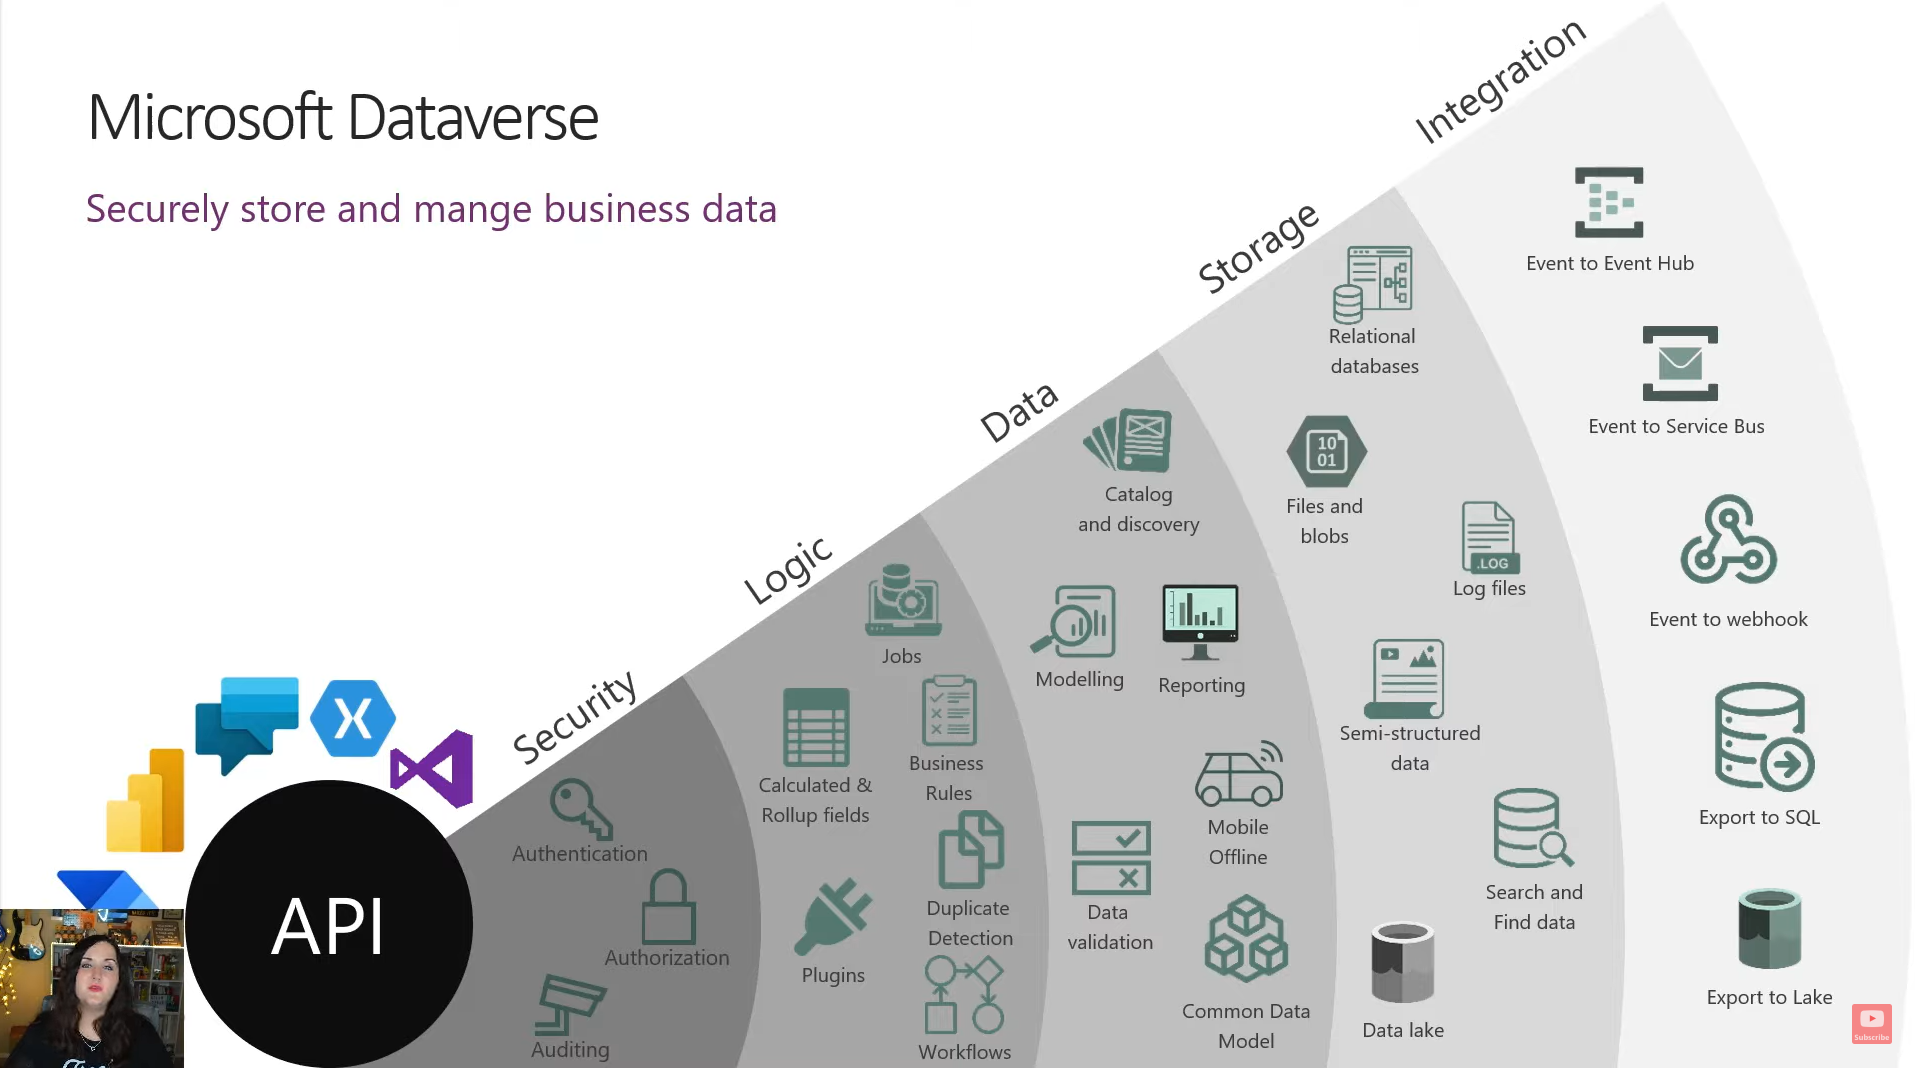 Microsoft Dataverse
Securely store and mange business data
API
Security
Authentication
Authorization
Auditing
Logic
Jobs
Calculated &
Rollup fields
Business
Rules
Duplicate
Detection
Plugins
Workflows
Data
Catalog
and discovery
Modelling
Reporting
Mobile
Offline
Data
validation
Common Data
Model
Storage
Relational
databases
Files and
blobs
10
01
.LOG
Log files
Semi-structured
data
Search and
Find data
Data lake
Integration
Event to Event Hub
Event to Service Bus
Event to webhook
Export to SQL
Export to Lake
Subscribe